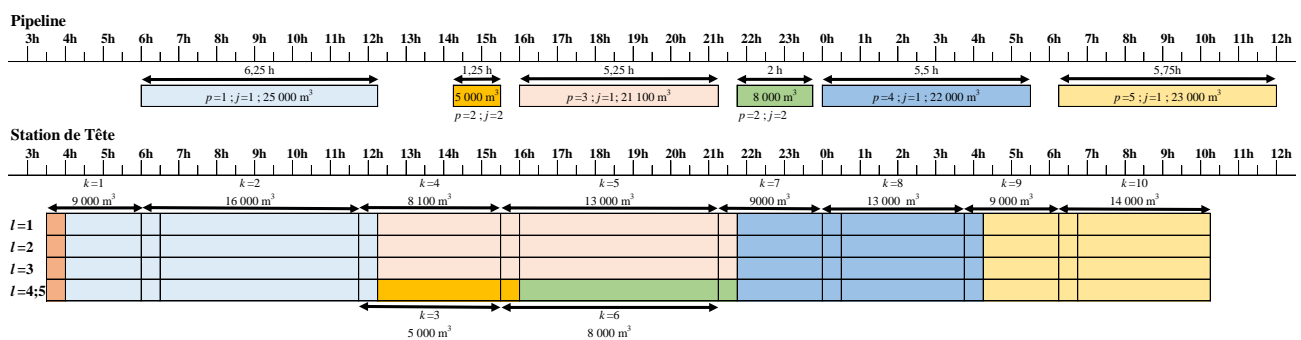 Pipeline
3h 4h 6h 7h 8h 9h 10h 11h 12h 13h 14h 15h 16h 17h 18h 19h 20h 21h 22h 23h 0h 1h 2h 3h 4h 5h 6h 7h 8h 9h 10h 11h 12h
6,25 h 1,25 h 5,25 h 2 h 5,5 h 5,75h
p=1 ; j=1 ; 25 000 m³ 5 000 m³ p=3 ; j=1; 21 100 m³ 8 000 m³ p=4 ; j=1 ; 22 000 m³ p=5 ; j=1 ; 23 000 m³
p=2 ; j=2 p=2 ; j=2
Station de Tête
3h 4h 6h 7h 8h 9h 10h 11h 12h 13h 14h 15h 16h 17h 18h 19h 20h 21h 22h 23h 0h 1h 2h 3h 4h 5h 6h 7h 8h 9h 10h 11h 12h
k=1 k=2 k=4 k=5 k=7 k=8 k=9 k=10
9 000 m³ 16 000 m³ 8 100 m³ 13 000 m³ 9000 m³ 13 000 m³ 9 000 m³ 14 000 m³
l=1
l=2
l=3
l=4;5
k=3 k=6
5 000 m³ 8 000 m³